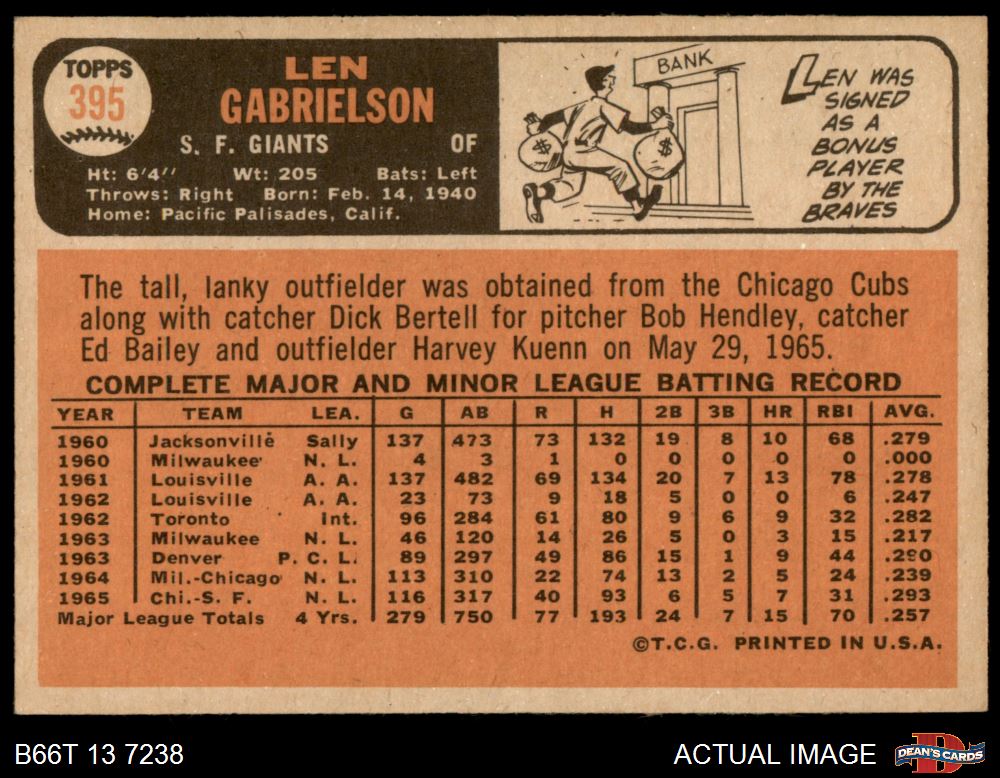 TOPPS
395
LEN
GABRIELSON
S. F. GIANTS OF
Ht: 6'4" Wt: 205 Bats: Left
Throws: Right Born: Feb. 14, 1940
Home: Pacific Palisades, Calif.
BANK
$ $
LEN WAS
SIGNED
AS A
BONUS
PLAYER
BY THE
BRAVES
The tall, lanky outfielder was obtained from the Chicago Cubs
along with catcher Dick Bertell for pitcher Bob Hendley, catcher
Ed Bailey and outfielder Harvey Kuenn on May 29, 1965.
COMPLETE MAJOR AND MINOR LEAGUE BATTING RECORD
YEAR TEAM LEA. G AB R H 2B 3B HR RBI AVG.
1960 Jacksonville Sally 137 473 73 132 19 8 10 68 .279
1960 Milwaukee N. L. 4 3 1 0 0 0 0 0 .000
1961 Louisville A. A. 137 482 69 134 20 7 13 78 .278
1962 Louisville A. A. 23 73 9 18 5 0 0 6 .247
1962 Toronto Int. 96 284 61 80 9 6 9 32 .282
1963 Milwaukee N. L. 46 120 14 26 5 0 3 15 .217
1963 Denver P. C. L. 89 297 49 86 15 1 9 44 .290
1964 Mil.-Chicago N. L. 113 310 22 74 13 2 5 24 .239
1965 Chi.-S. F. N. L. 116 317 40 93 6 5 7 31 .293
Major League Totals 4 Yrs. 279 750 77 193 24 7 15 70 .257
©T.C.G. PRINTED IN U.S.A.
B66T 13 7238 ACTUAL IMAGE DEAN'S CARDS